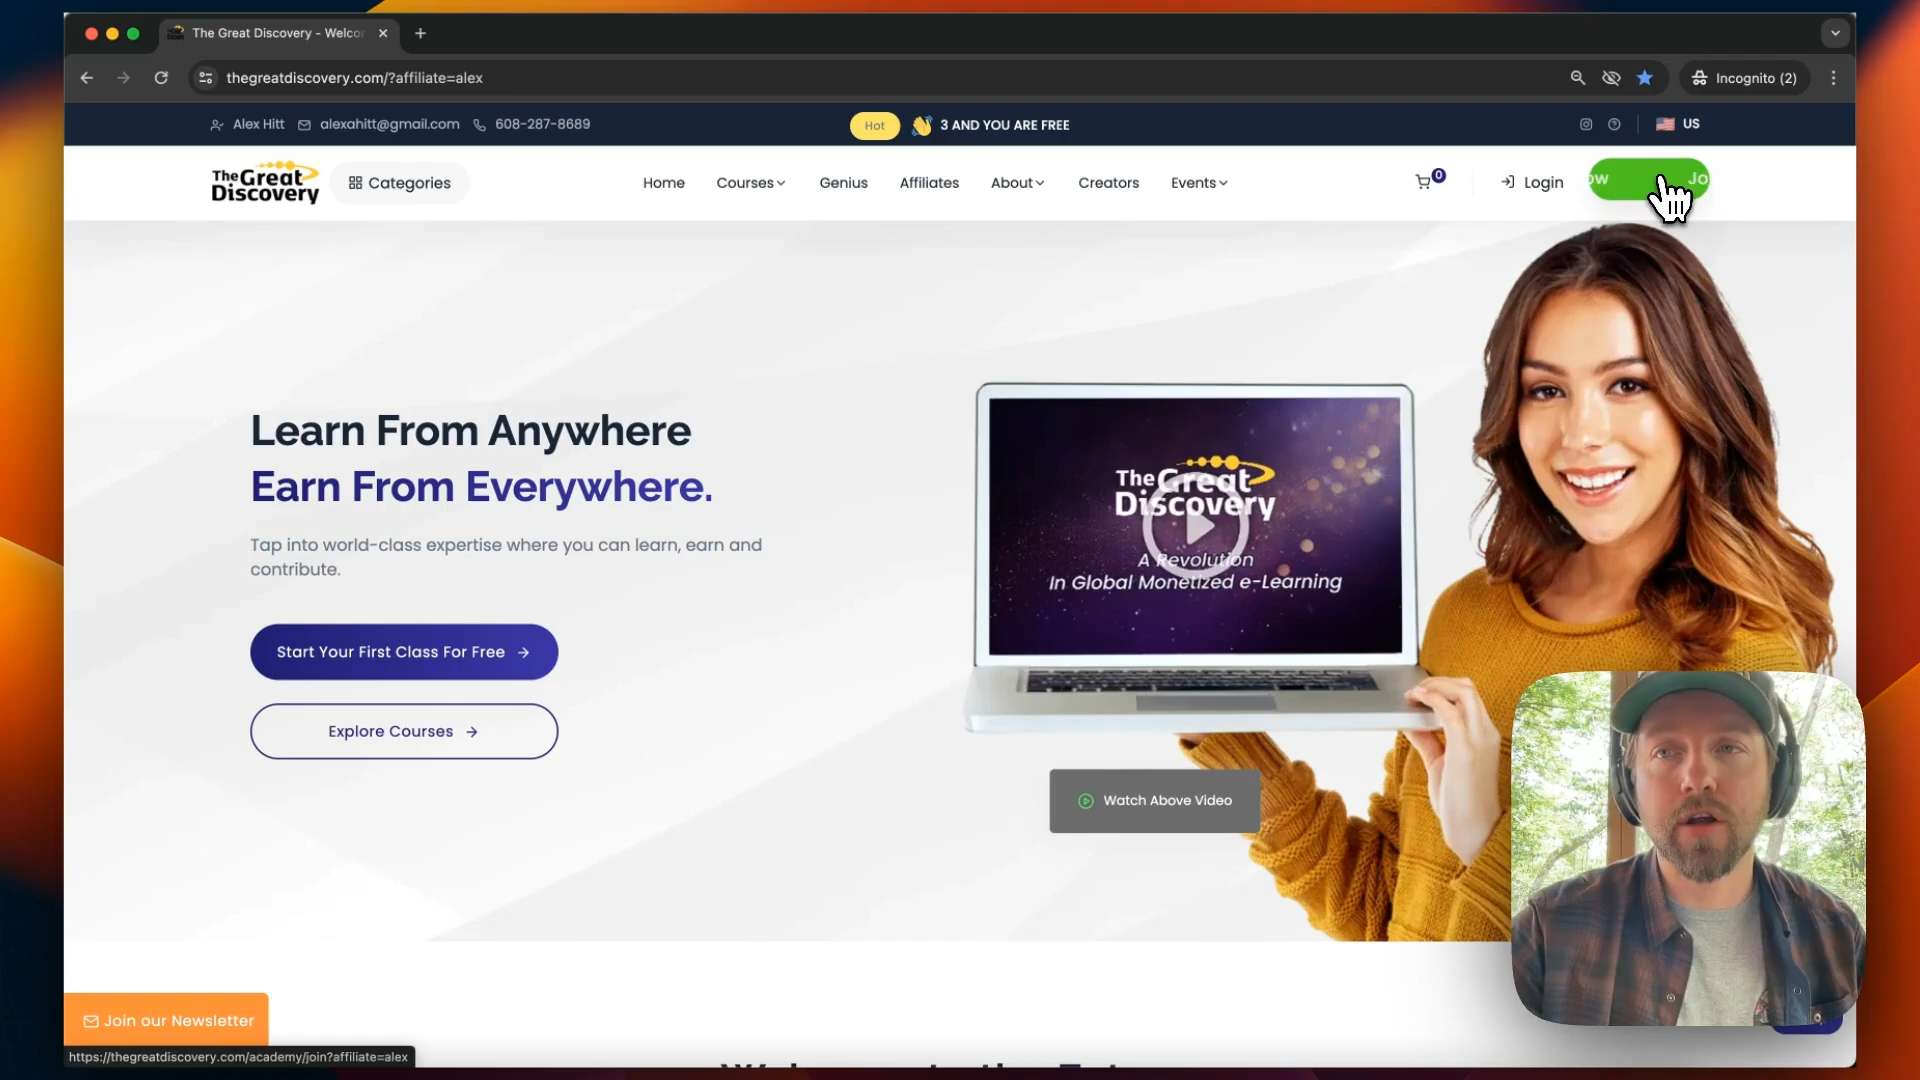 The Great Discovery - Welco
thegreatdiscovery.com/?affiliate=alex
Incognito (2)
Alex Hitt
alexahitt@gmail.com
608-287-8689
Hot
👋 3 AND YOU ARE FREE
US
The Great
Discovery
Categories
Home
Courses
Genius
Affiliates
About
Creators
Events
0
Login
ow
Jo
Learn From Anywhere
Earn From Everywhere.
Tap into world-class expertise where you can learn, earn and
contribute.
Start Your First Class For Free →
Explore Courses →
The Great
Discovery
A Revolution
In Global Monetized e-Learning
Watch Above Video
Join our Newsletter
https://thegreatdiscovery.com/academy/join?affiliate=alex